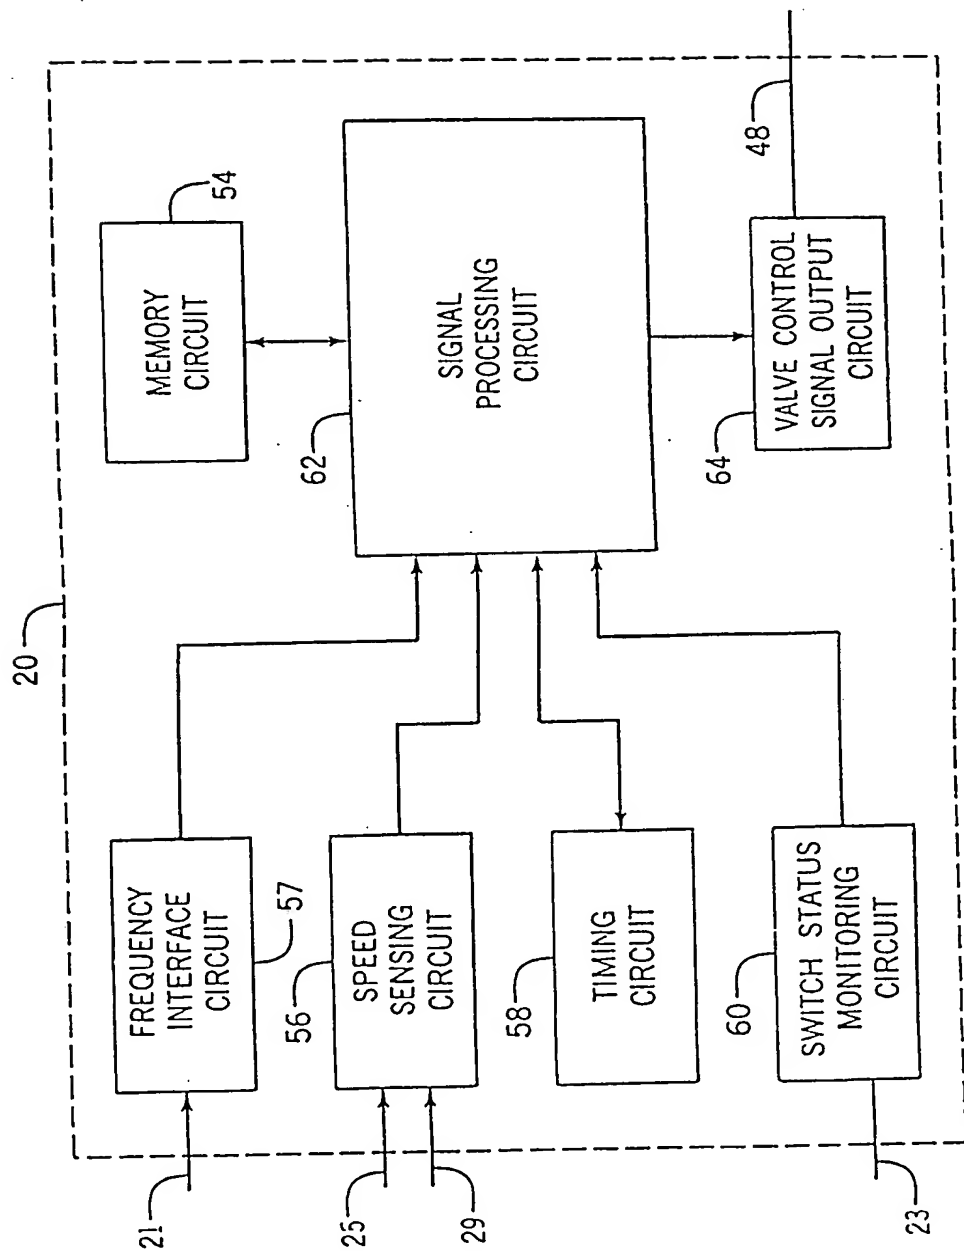 20
21
FREQUENCY
INTERFACE
CIRCUIT
57
25
29
56
SPEED
SENSING
CIRCUIT
58
TIMING
CIRCUIT
23
60
SWITCH STATUS
MONITORING
CIRCUIT
MEMORY
CIRCUIT
54
62
SIGNAL
PROCESSING
CIRCUIT
64
VALVE CONTROL
SIGNAL OUTPUT
CIRCUIT
48